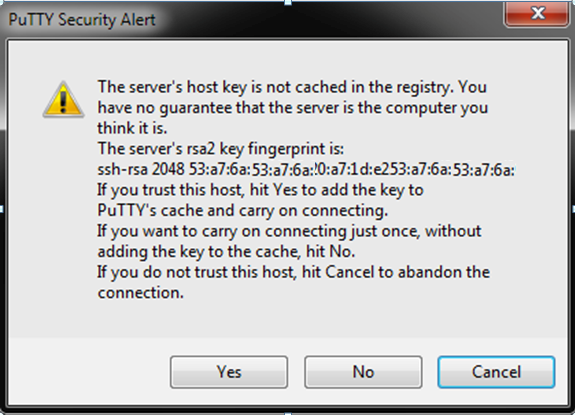 PuTTY Security Alert
The server's host key is not cached in the registry. You
have no guarantee that the server is the computer you
think it is.
The server's rsa2 key fingerprint is:
ssh-rsa 2048 53:a7:6a:53:a7:6a:20:a7:1d:e253:a7:6a:53:a7:6a:
If you trust this host, hit Yes to add the key to
PuTTY's cache and carry on connecting.
If you want to carry on connecting just once, without
adding the key to the cache, hit No.
If you do not trust this host, hit Cancel to abandon the
connection.
Yes
No
Cancel